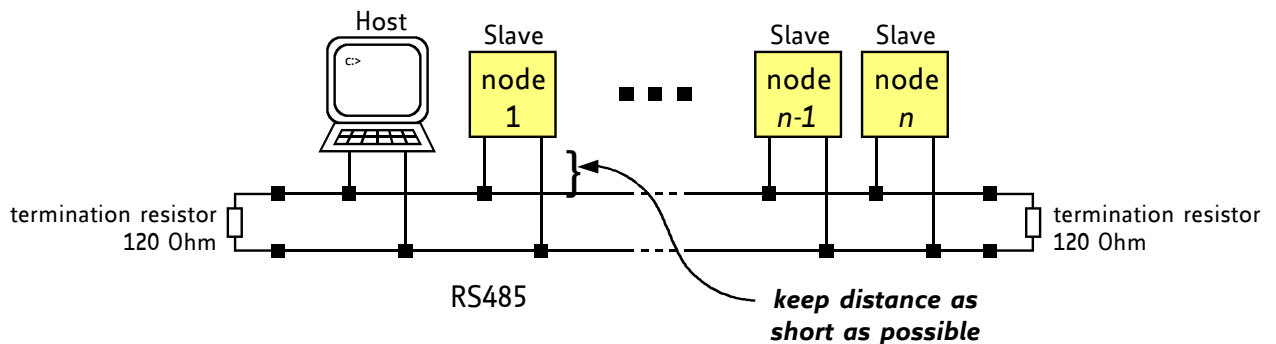 Host
Slave
Slave
Slave
c:>
node
1
node
n-1
node
n
termination resistor
120 Ohm
termination resistor
120 Ohm
RS485
keep distance as
short as possible